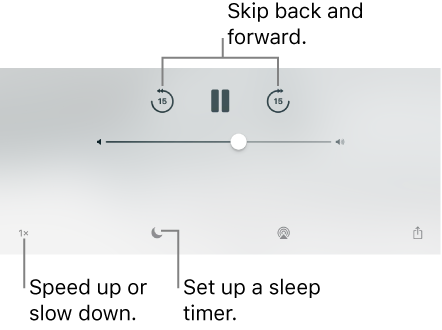 Skip back and
forward.
15
15
1×
Speed up or
slow down.
Set up a sleep
timer.